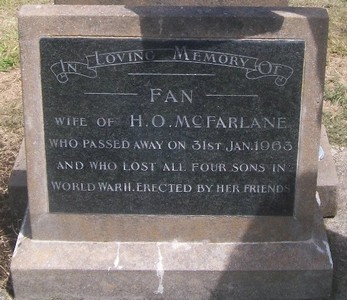 In Loving Memory Of
FAN
WIFE OF H.O. MCFARLANE
WHO PASSED AWAY ON 31ST JAN. 1963
AND WHO LOST ALL FOUR SONS IN
WORLD WAR II. ERECTED BY HER FRIENDS